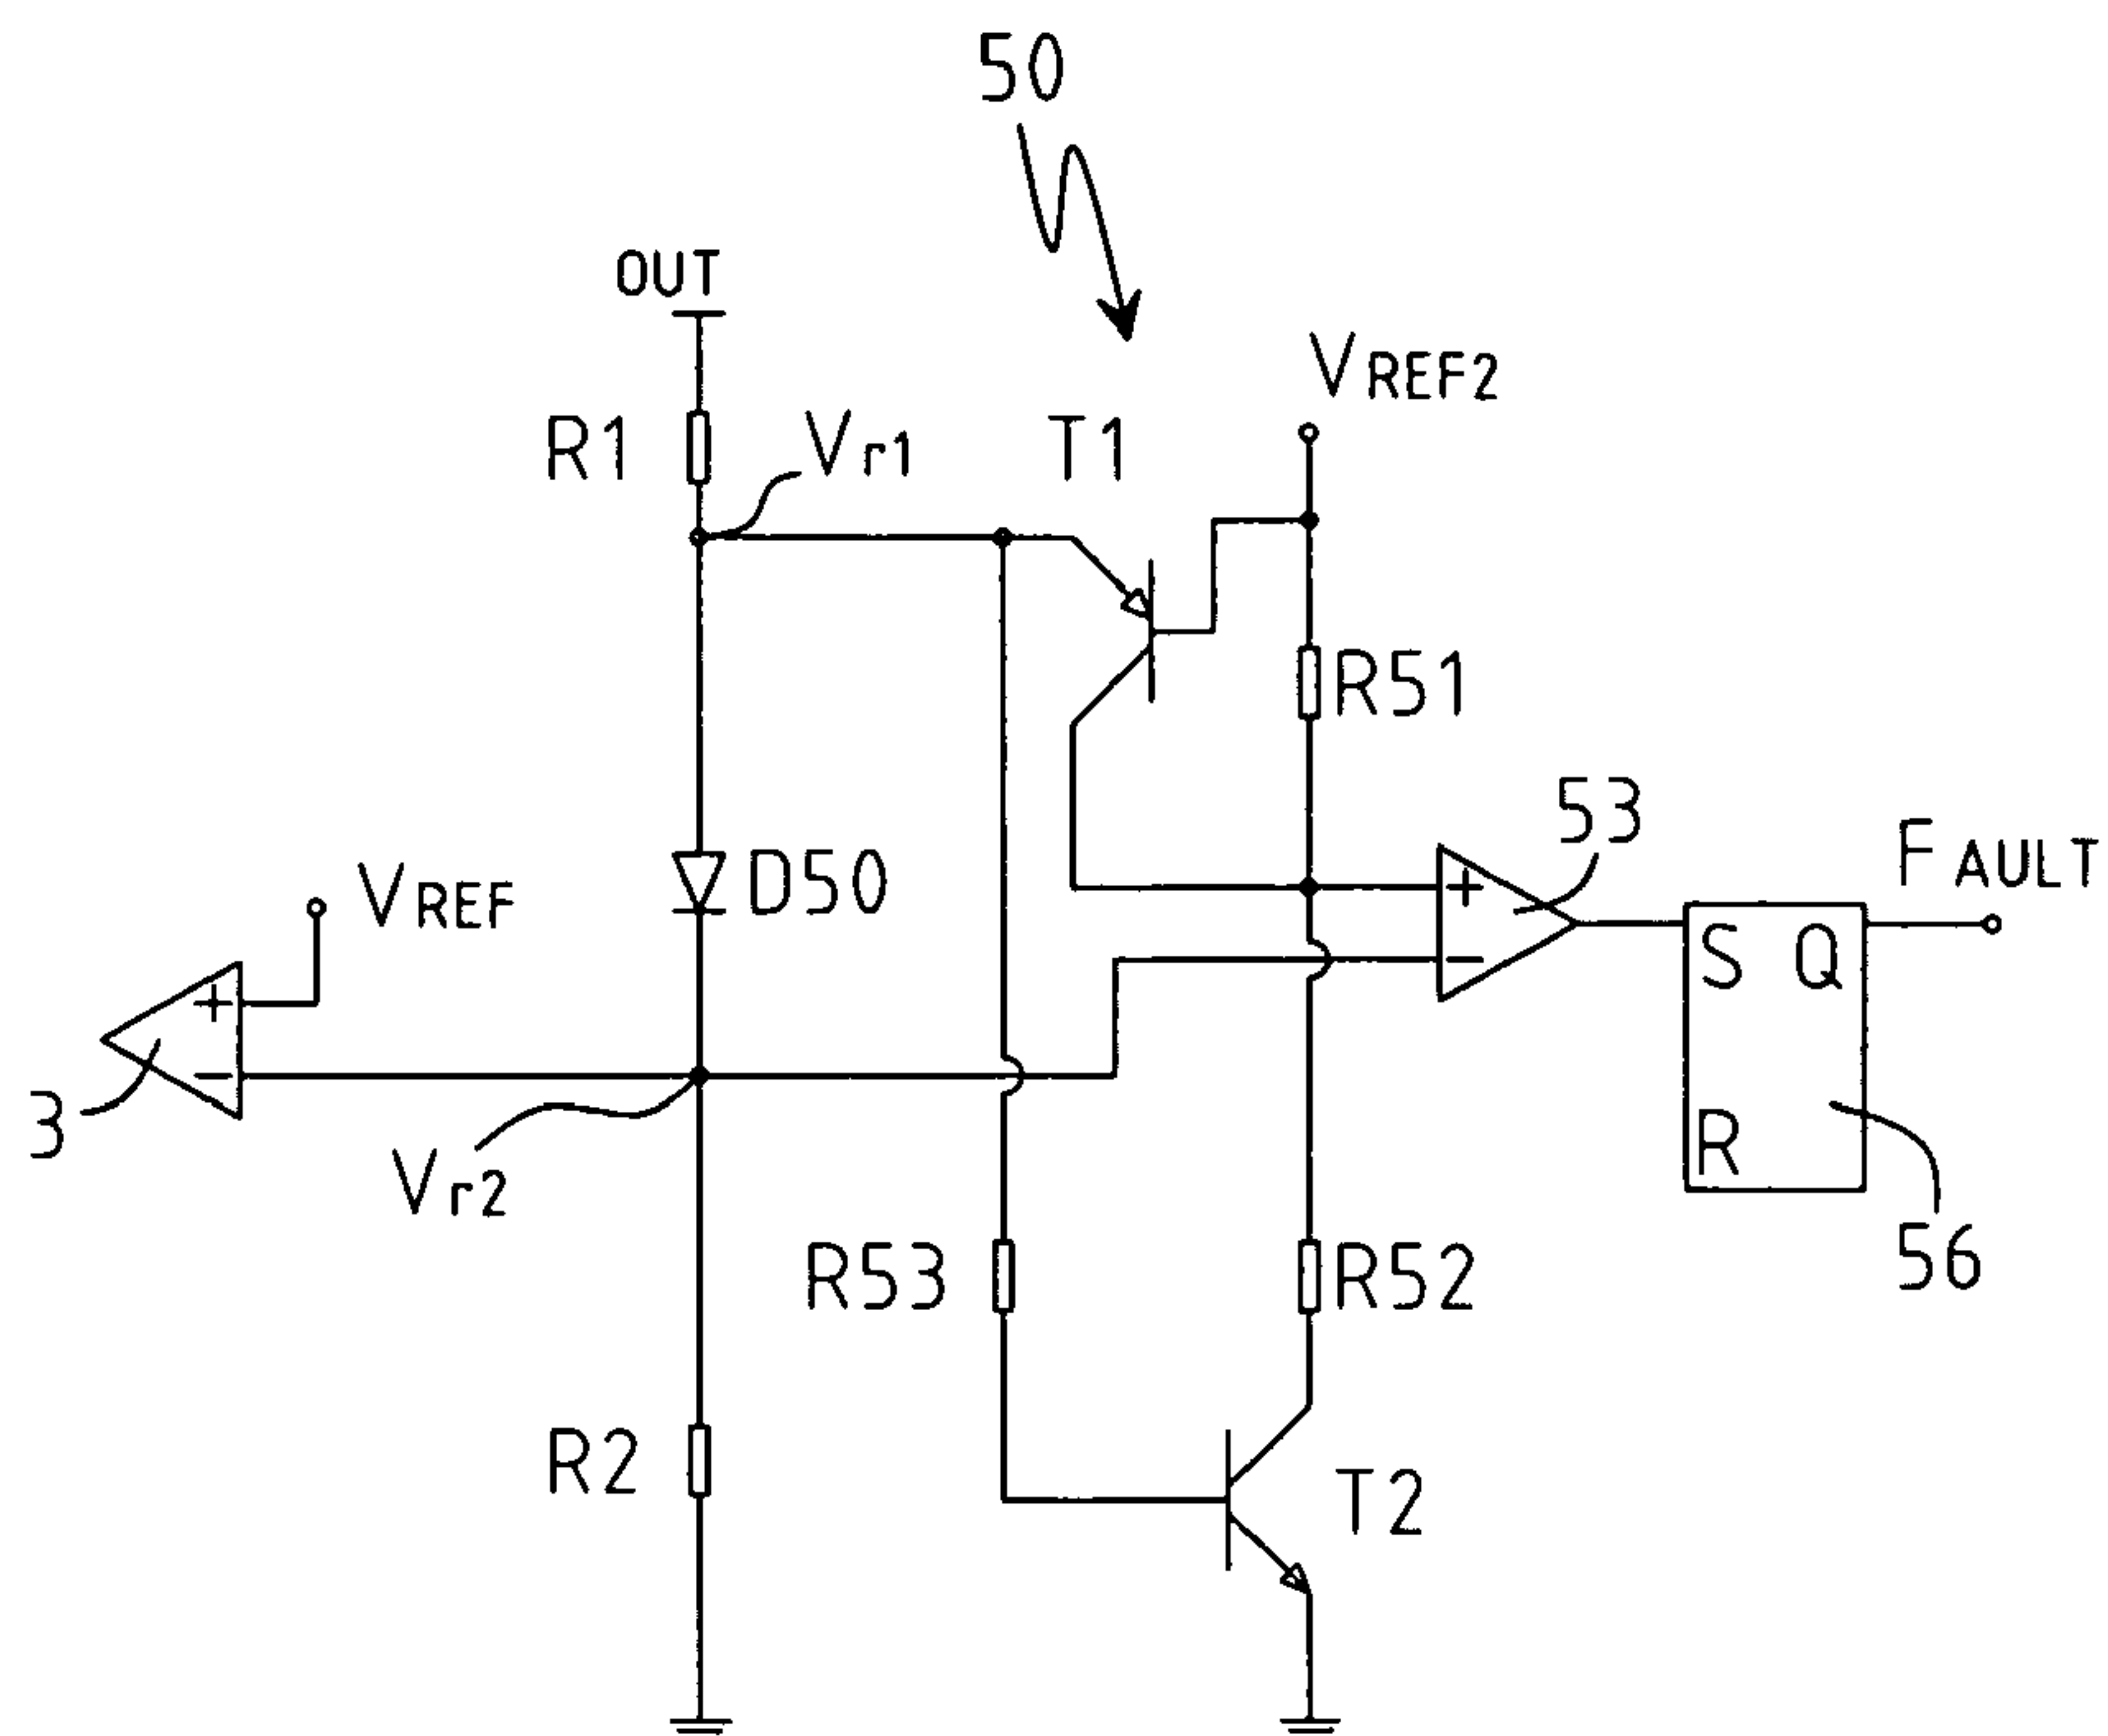 50
OUT
VREF2
R1
Vr1
T1
R51
53
FAULT
VREF
D50
+
+
−
S Q
−
3
Vr2
R
R53
R52
56
R2
T2